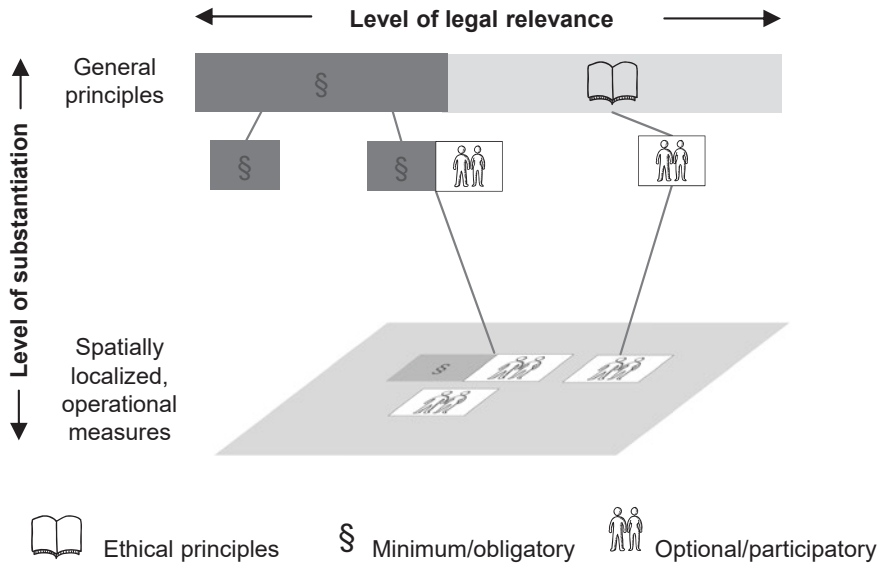 Level of legal relevance
General
principles
§
§
§
Level of substantiation
Spatially
localized,
operational
measures
§
Ethical principles
§ Minimum/obligatory
Optional/participatory